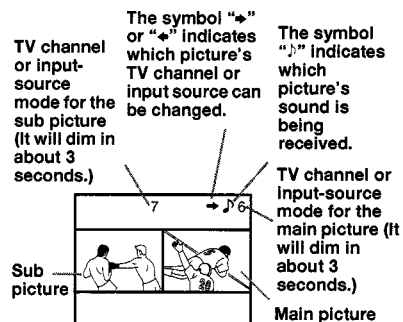 The symbol “➔”
or “←” indicates
which picture's
TV channel or
input source can
be changed.
The symbol
“♪” indicates
which
picture's
sound is
being
received.
TV channel
or input-
source
mode for the
sub picture
(It will dim in
about 3
seconds.)
TV channel or
input-source
mode for the
main picture (It
will dim in
about 3
seconds.)
7
➔ ♪ 6
Sub
picture
20
Main picture